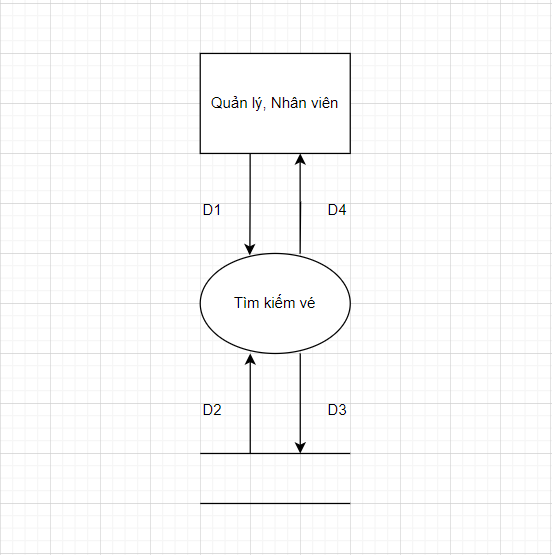 Quản lý, Nhân viên
D1
D4
Tìm kiếm vé
D2
D3